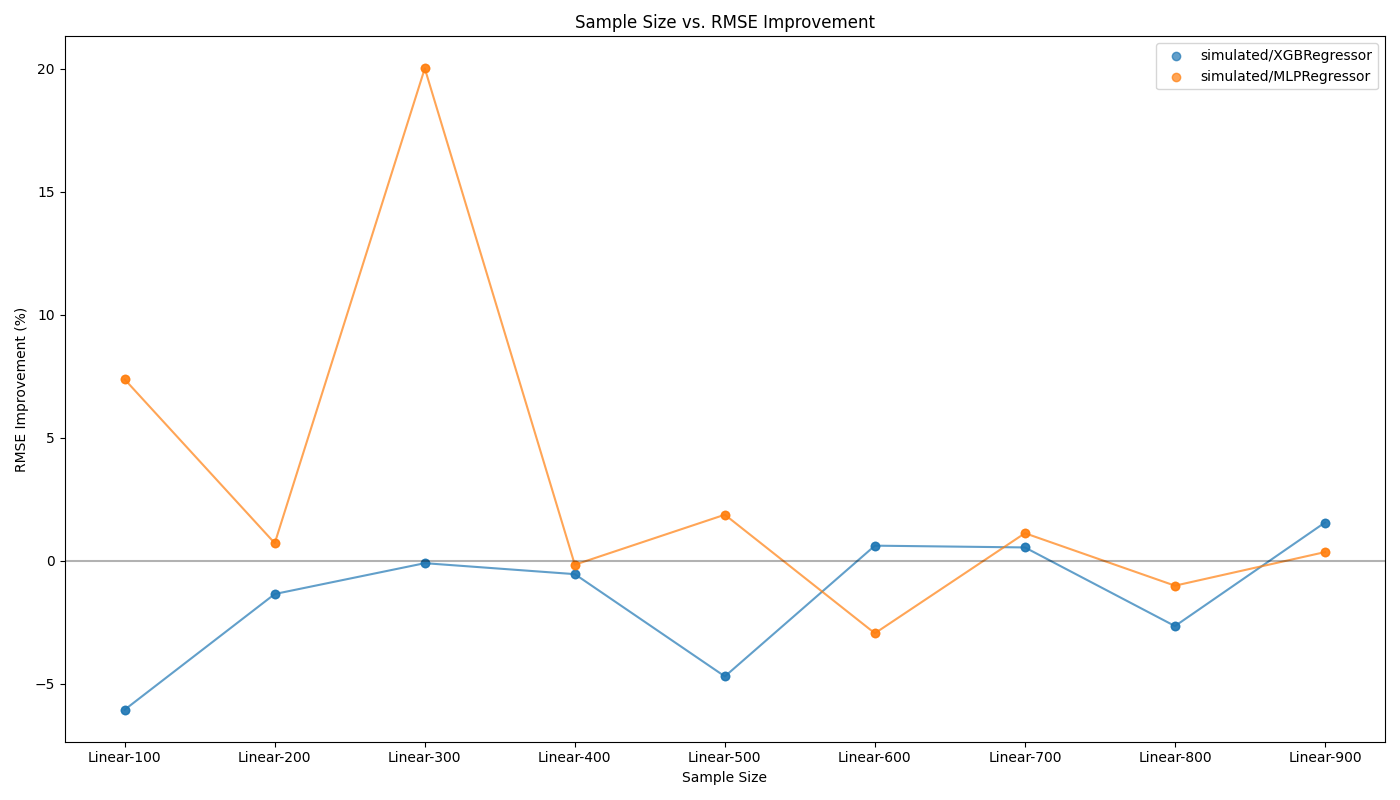 Sample Size vs. RMSE Improvement
simulated/XGBRegressor
simulated/MLPRegressor
RMSE Improvement (%)
20
15
10
5
0
−5
Linear-100 Linear-200 Linear-300 Linear-400 Linear-500 Linear-600 Linear-700 Linear-800 Linear-900
Sample Size